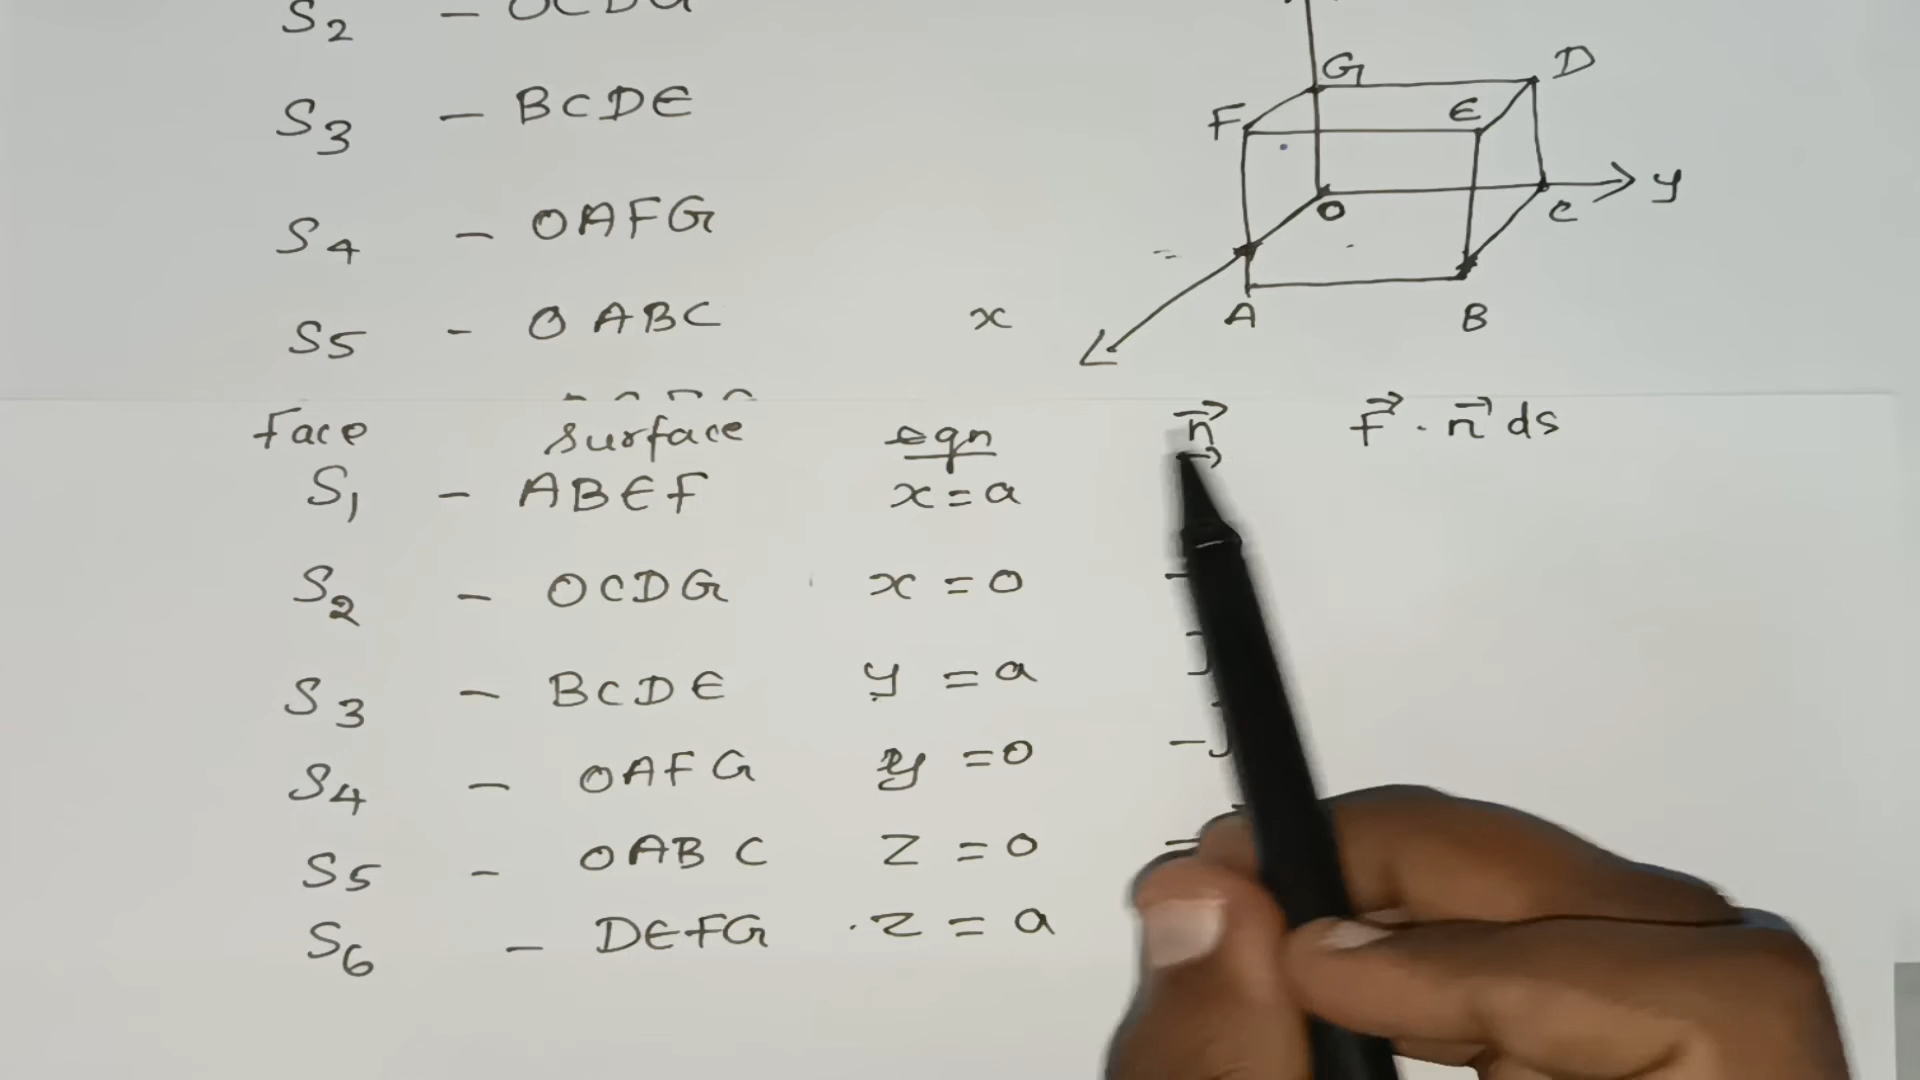 S2 - OCDG
S3 - BCDE
S4 - OAFG
S5 - OABC
G
D
F
E
O
C
y
x
A
B
Face surface eqn n⃗ F⃗ . n⃗ ds
S1 - ABEF x = a
S2 - OCDG x = 0 -
S3 - BCDE y = a
S4 - OAFG y = 0 -j
S5 - OABC z = 0 -
S6 - DEFG z = a